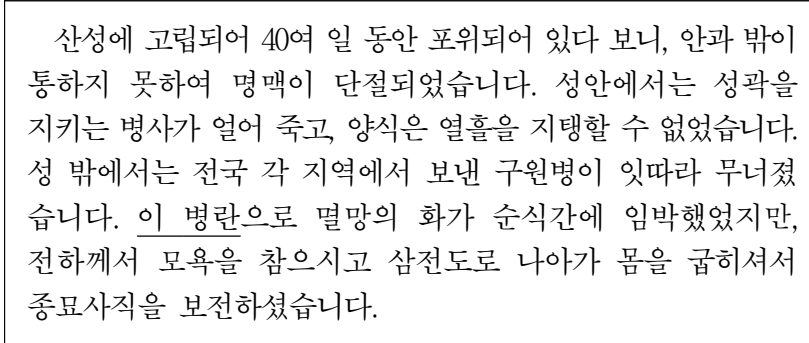 산성에 고립되어 40여 일 동안 포위되어 있다 보니, 안과 밖이
통하지 못하여 명맥이 단절되었습니다. 성안에서는 성곽을
지키는 병사가 얼어 죽고, 양식은 열흘을 지탱할 수 없었습니다.
성 밖에서는 전국 각 지역에서 보낸 구원병이 잇따라 무너졌
습니다. 이 병란으로 멸망의 화가 순식간에 임박했었지만,
전하께서 모욕을 참으시고 삼전도로 나아가 몸을 굽히셔서
종묘사직을 보전하셨습니다.